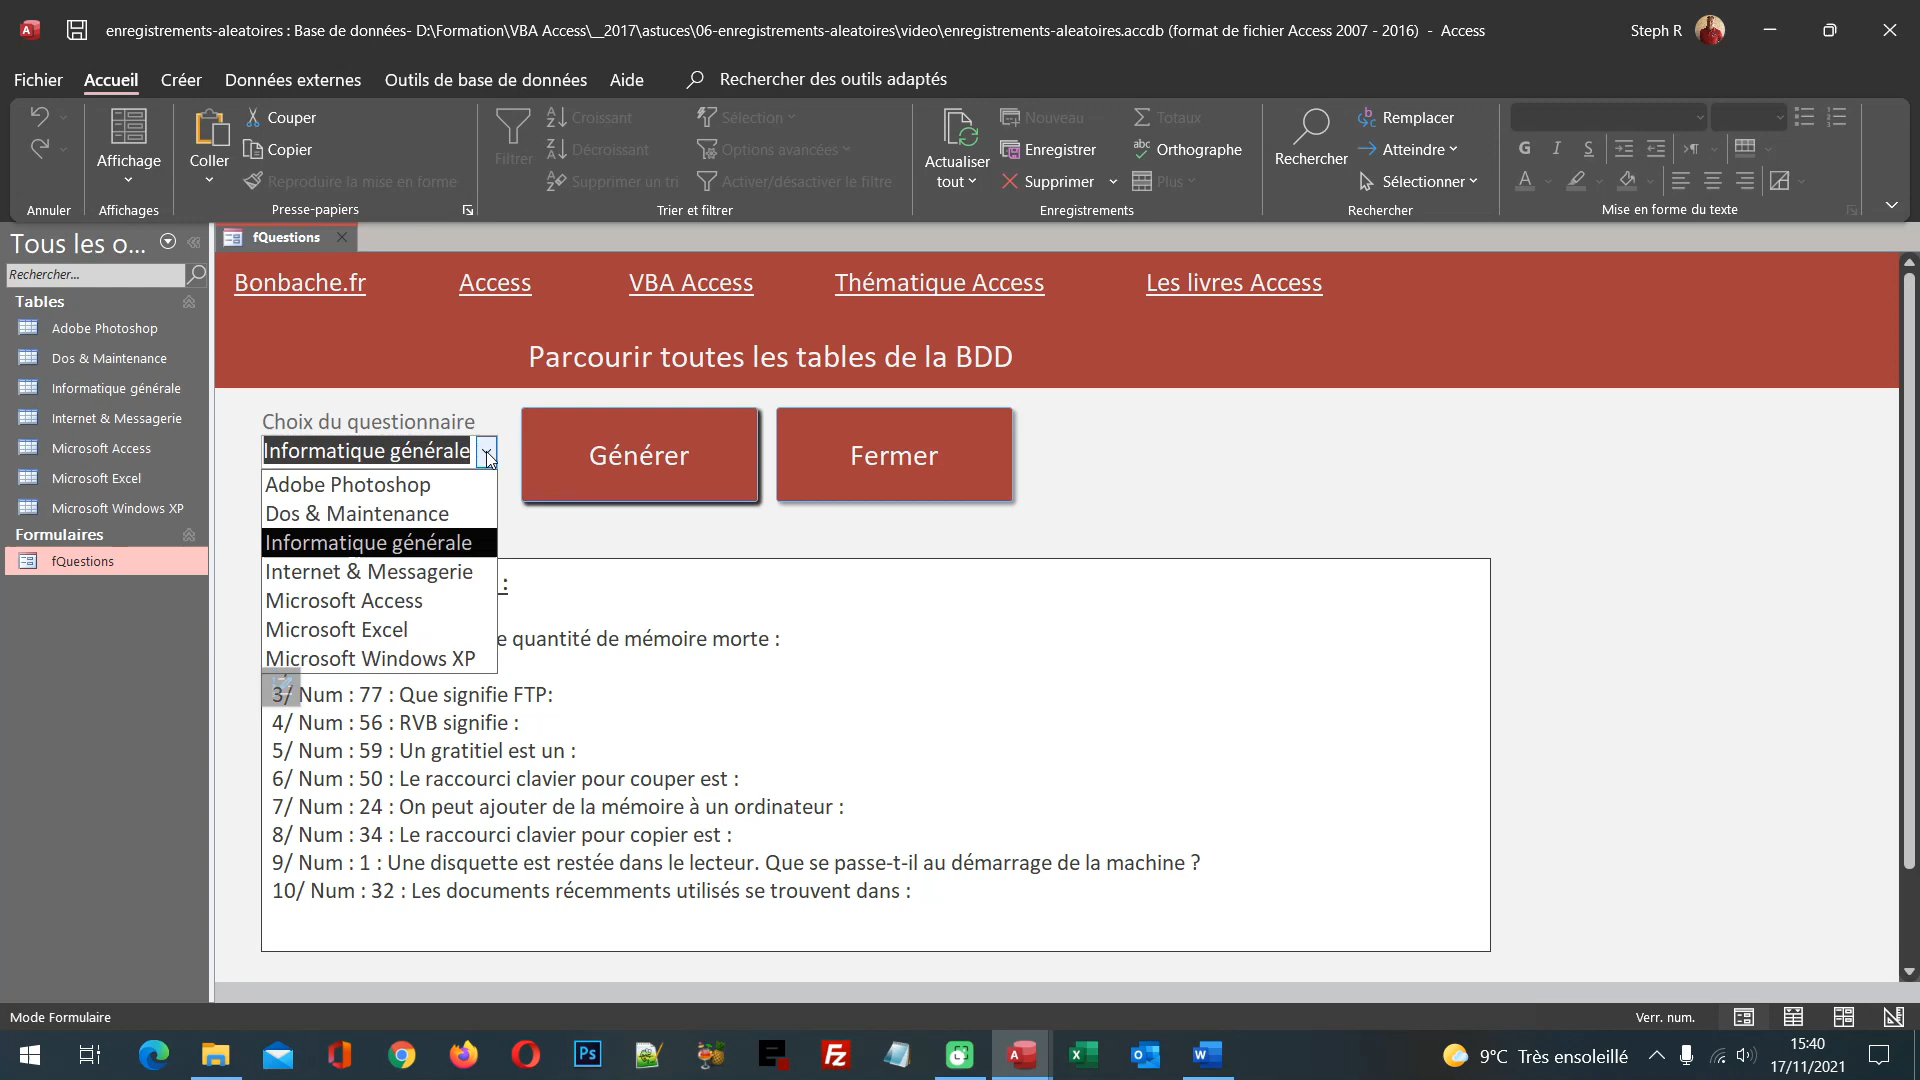 enregistrements-aleatoires : Base de données- D:\Formation\VBA Access\__2017\astuces\06-enregistrements-aleatoires\video\enregistrements-aleatoires.accdb (format de fichier Access 2007 - 2016) - Access
Steph R
Fichier Accueil Créer Données externes Outils de base de données Aide Rechercher des outils adaptés
Annuler
Affichage
Affichages
Coller
Couper
Copier
Reproduire la mise en forme
Presse-papiers
Filtrer
Croissant
Décroissant
Supprimer un tri
Sélection
Options avancées
Activer/désactiver le filtre
Trier et filtrer
Actualiser
tout
Nouveau
Enregistrer
Supprimer
Totaux
Orthographe
Plus
Enregistrements
Rechercher
Remplacer
Atteindre
Sélectionner
Rechercher
G I S
Mise en forme du texte
Tous les o...
Rechercher...
Tables
Adobe Photoshop
Dos & Maintenance
Informatique générale
Internet & Messagerie
Microsoft Access
Microsoft Excel
Microsoft Windows XP
Formulaires
fQuestions
fQuestions
Bonbache.fr Access VBA Access Thématique Access Les livres Access
Parcourir toutes les tables de la BDD
Choix du questionnaire
Informatique générale
Générer
Fermer
Adobe Photoshop
Dos & Maintenance
Informatique générale
Internet & Messagerie
Microsoft Access
Microsoft Excel
Microsoft Windows XP
:
e quantité de mémoire morte :
3/ Num : 77 : Que signifie FTP:
4/ Num : 56 : RVB signifie :
5/ Num : 59 : Un gratitiel est un :
6/ Num : 50 : Le raccourci clavier pour couper est :
7/ Num : 24 : On peut ajouter de la mémoire à un ordinateur :
8/ Num : 34 : Le raccourci clavier pour copier est :
9/ Num : 1 : Une disquette est restée dans le lecteur. Que se passe-t-il au démarrage de la machine ?
10/ Num : 32 : Les documents récemments utilisés se trouvent dans :
Mode Formulaire
Verr. num.
9°C Très ensoleillé
15:40
17/11/2021